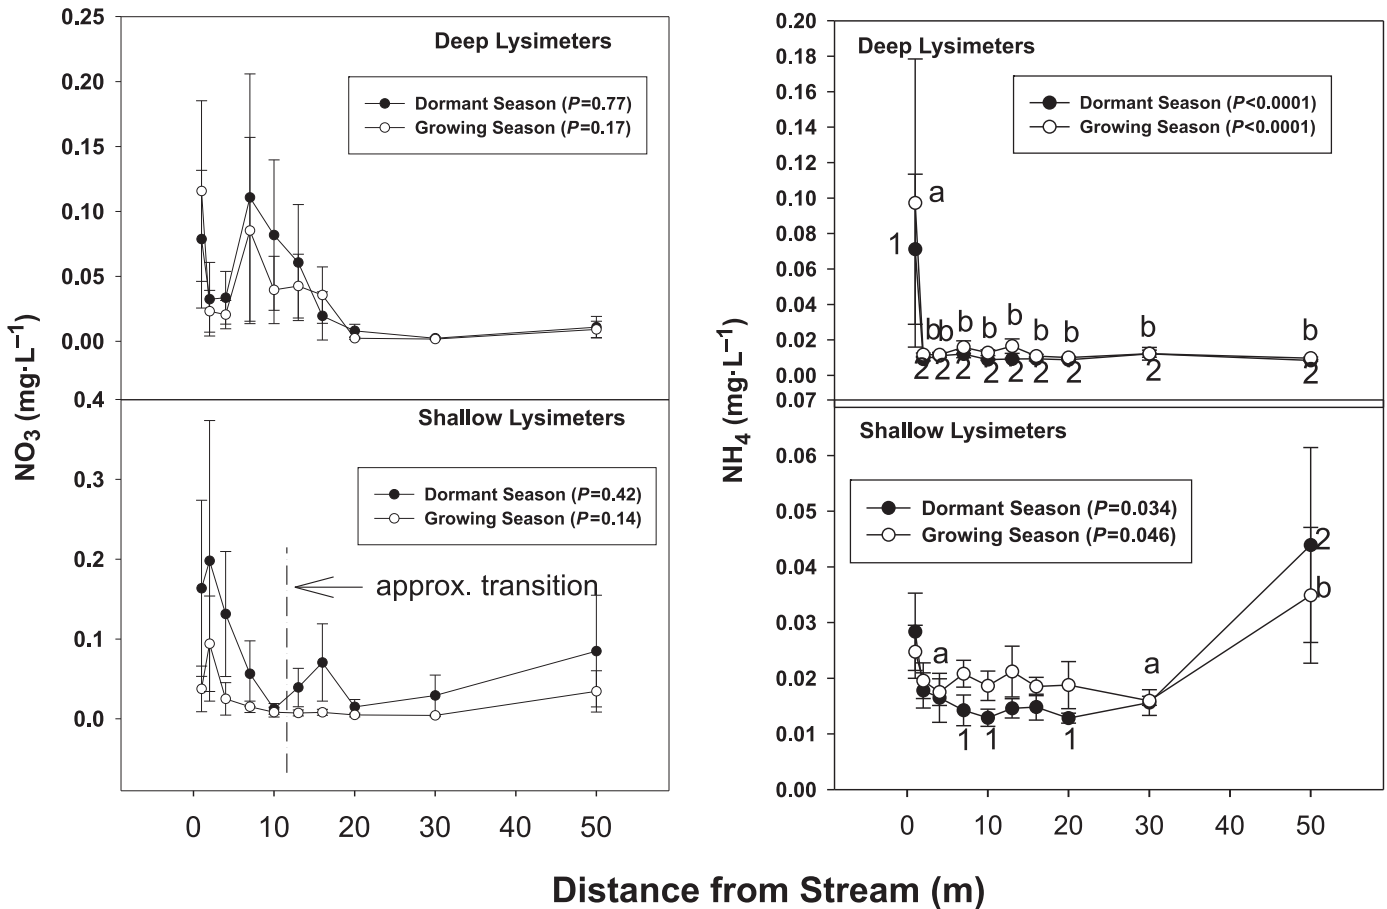 0.25
0.20
0.15
0.10
0.05
0.00
Deep Lysimeters
Dormant Season (P=0.77)
Growing Season (P=0.17)
NO3 (mg·L−1)
0.4
0.3
0.2
0.1
0.0
Shallow Lysimeters
Dormant Season (P=0.42)
Growing Season (P=0.14)
approx. transition
0 10 20 30 40 50
0.20
0.18
0.16
0.14
0.12
0.10
0.08
0.06
0.04
0.02
0.00
Deep Lysimeters
Dormant Season (P<0.0001)
Growing Season (P<0.0001)
a
1
b b b b b b b b b
2 2 2 2 2 2 2 2 2
NH4 (mg·L−1)
0.07
0.06
0.05
0.04
0.03
0.02
0.01
0.00
Shallow Lysimeters
Dormant Season (P=0.034)
Growing Season (P=0.046)
2
b
a a
1 1 1
0 10 20 30 40 50
Distance from Stream (m)